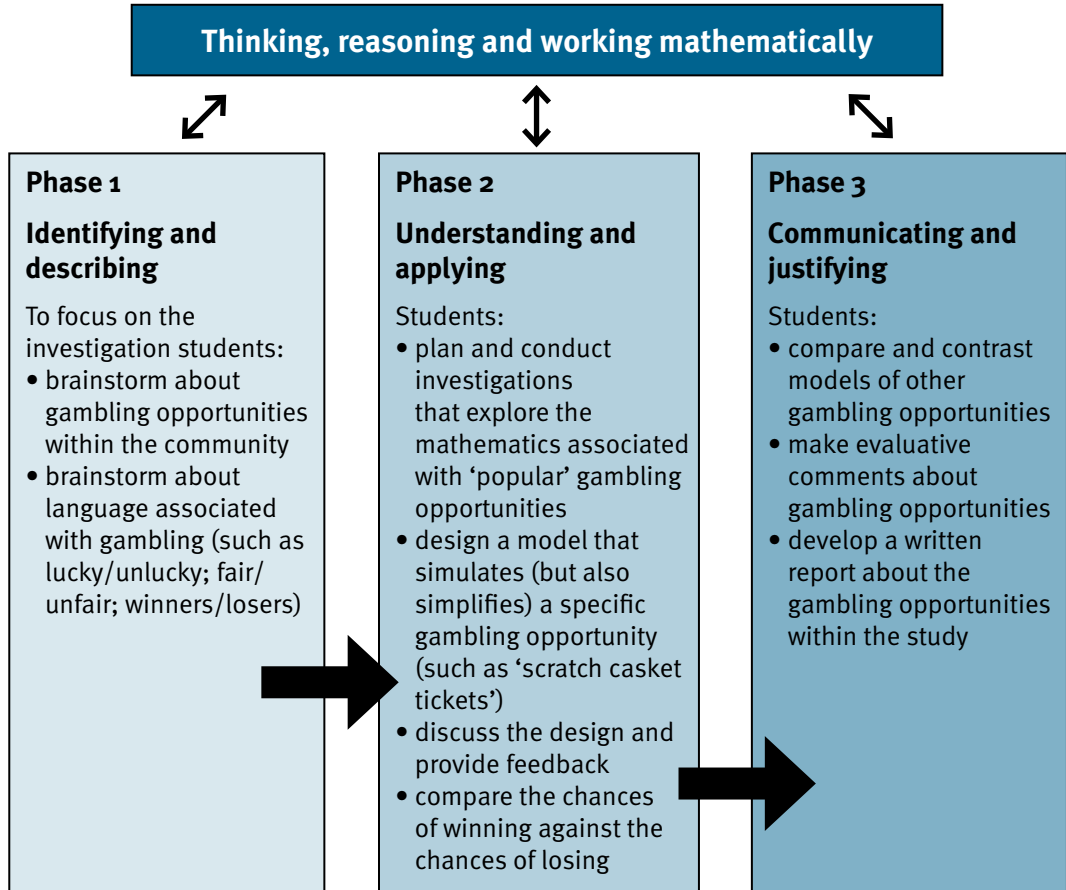 Thinking, reasoning and working mathematically
Phase 1
Identifying and
describing
To focus on the
investigation students:
• brainstorm about
gambling opportunities
within the community
• brainstorm about
language associated
with gambling (such as
lucky/unlucky; fair/
unfair; winners/losers)
Phase 2
Understanding and
applying
Students:
• plan and conduct
investigations
that explore the
mathematics associated
with ‘popular’ gambling
opportunities
• design a model that
simulates (but also
simplifies) a specific
gambling opportunity
(such as ‘scratch casket
tickets’)
• discuss the design and
provide feedback
• compare the chances
of winning against the
chances of losing
Phase 3
Communicating and
justifying
Students:
• compare and contrast
models of other
gambling opportunities
• make evaluative
comments about
gambling opportunities
• develop a written
report about the
gambling opportunities
within the study